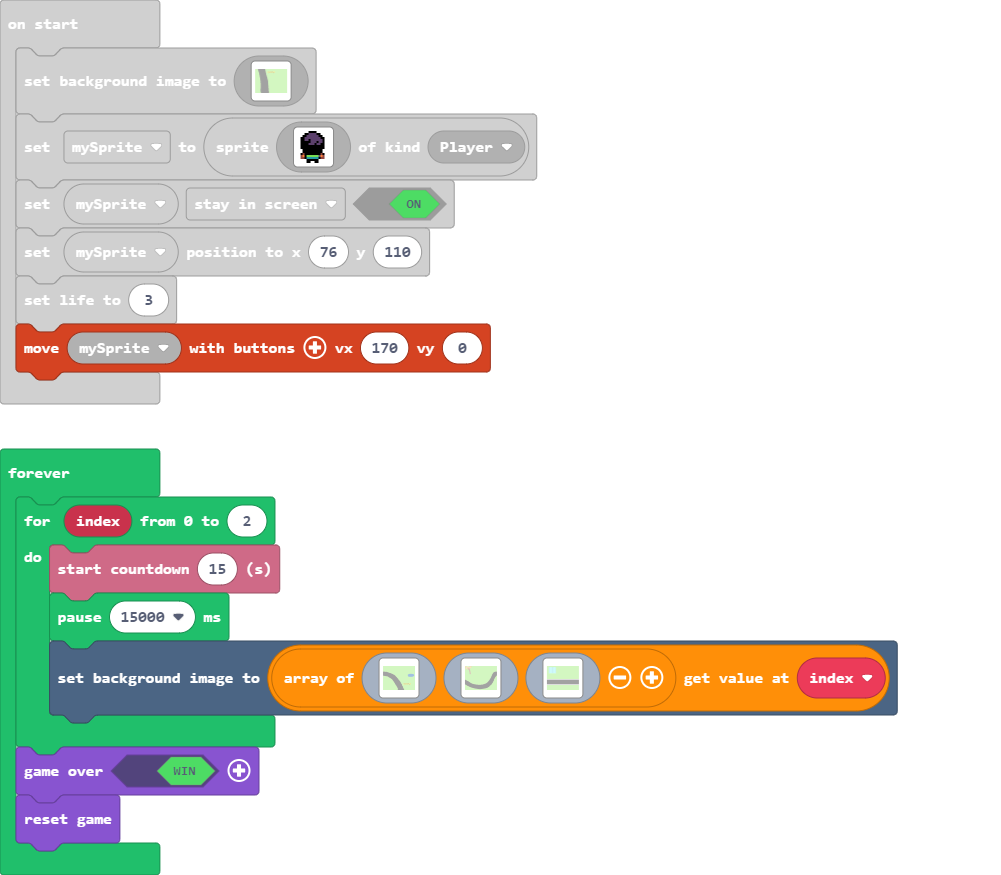 on start
set background image to
set mySprite to sprite of kind Player
set mySprite stay in screen ON
set mySprite position to x 76 y 110
set life to 3
move mySprite with buttons vx 170 vy 0
forever
for index from 0 to 2
do
start countdown 15 (s)
pause 15000 ms
set background image to array of get value at index
game over WIN
reset game